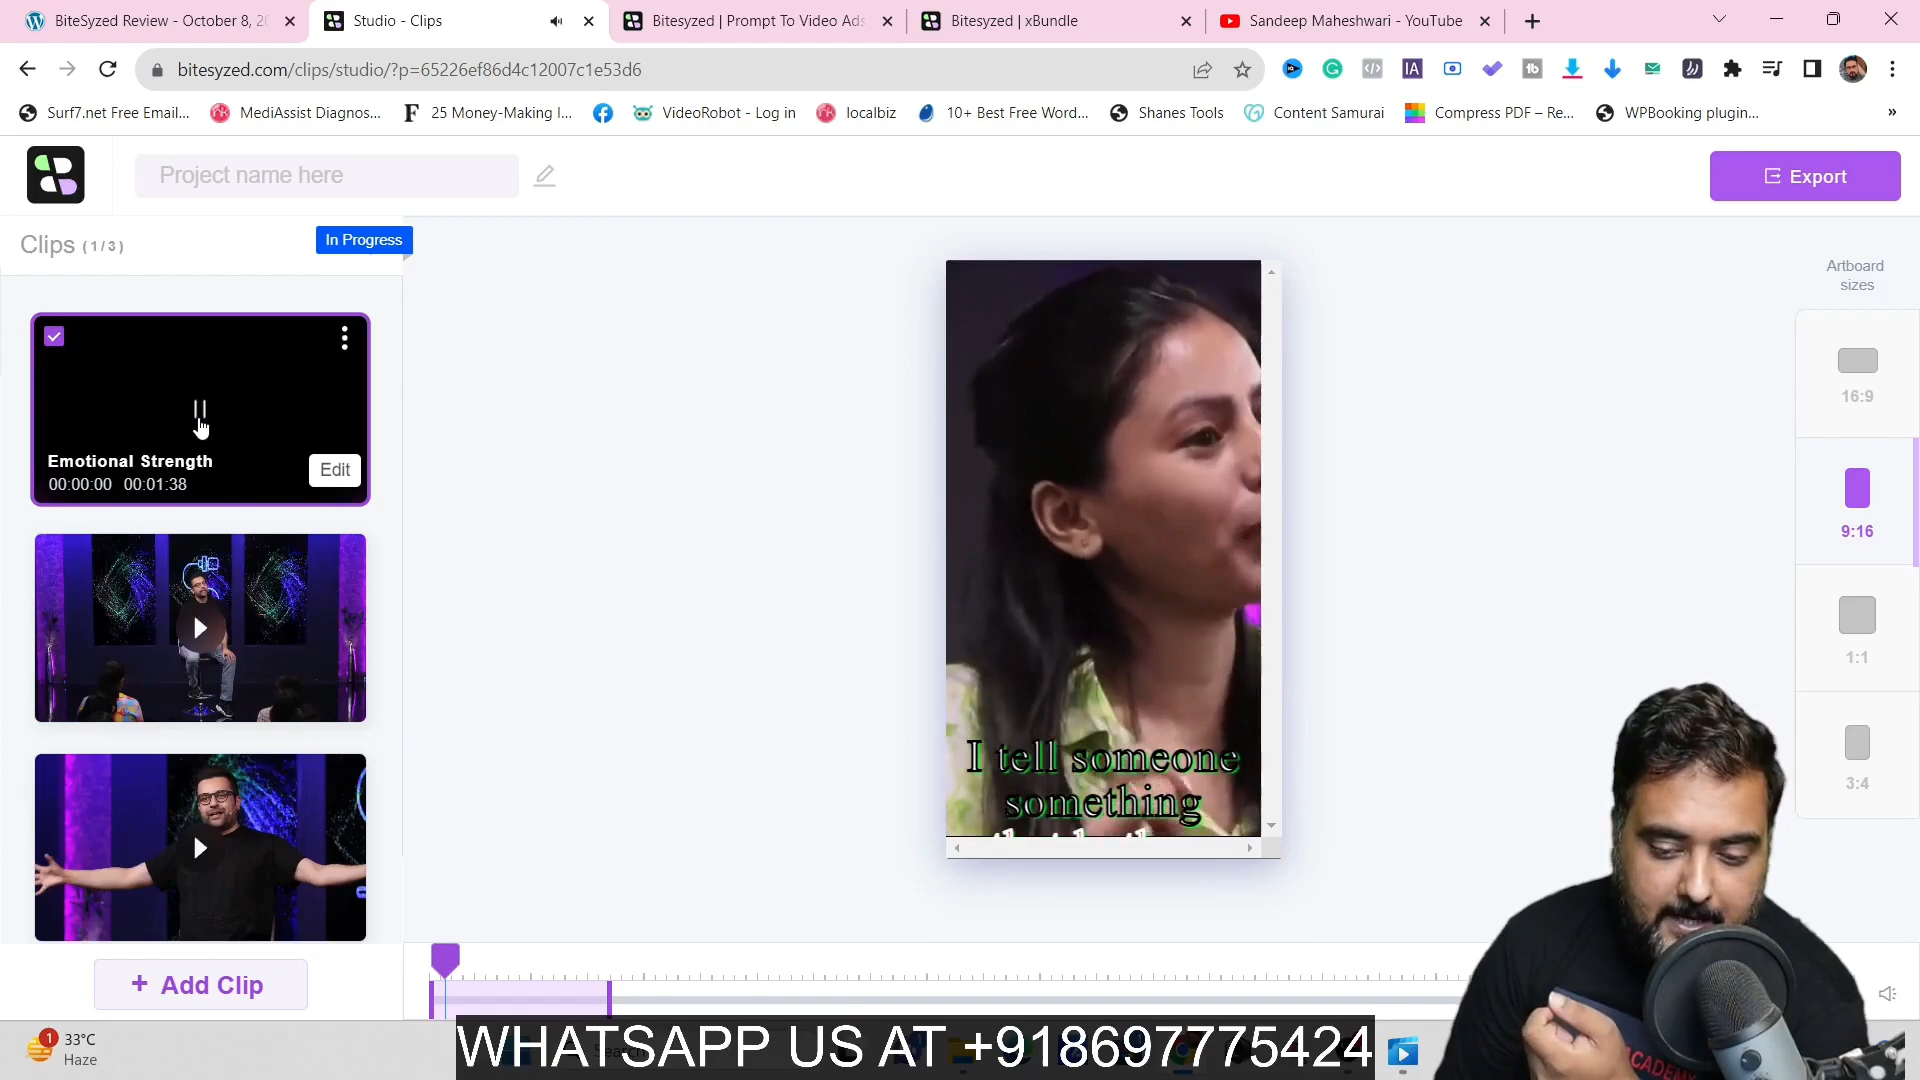 BiteSyzed Review - October 8, 20
Studio - Clips
Bitesyzed | Prompt To Video Ads
Bitesyzed | xBundle
Sandeep Maheshwari - YouTube
bitesyzed.com/clips/studio/?p=65226ef86d4c12007c1e53d6
Surf7.net Free Email...
MediAssist Diagnos...
25 Money-Making I...
VideoRobot - Log in
localbiz
10+ Best Free Word...
Shanes Tools
Content Samurai
Compress PDF – Re...
WPBooking plugin...
»
Project name here
Export
Clips (1/3)
In Progress
Artboard
sizes
Emotional Strength
00:00:00 00:01:38
Edit
16:9
9:16
1:1
3:4
I tell someone
something
+ Add Clip
1
33°C
Haze
WHATSAPP US AT +918697775424
ACADEMY